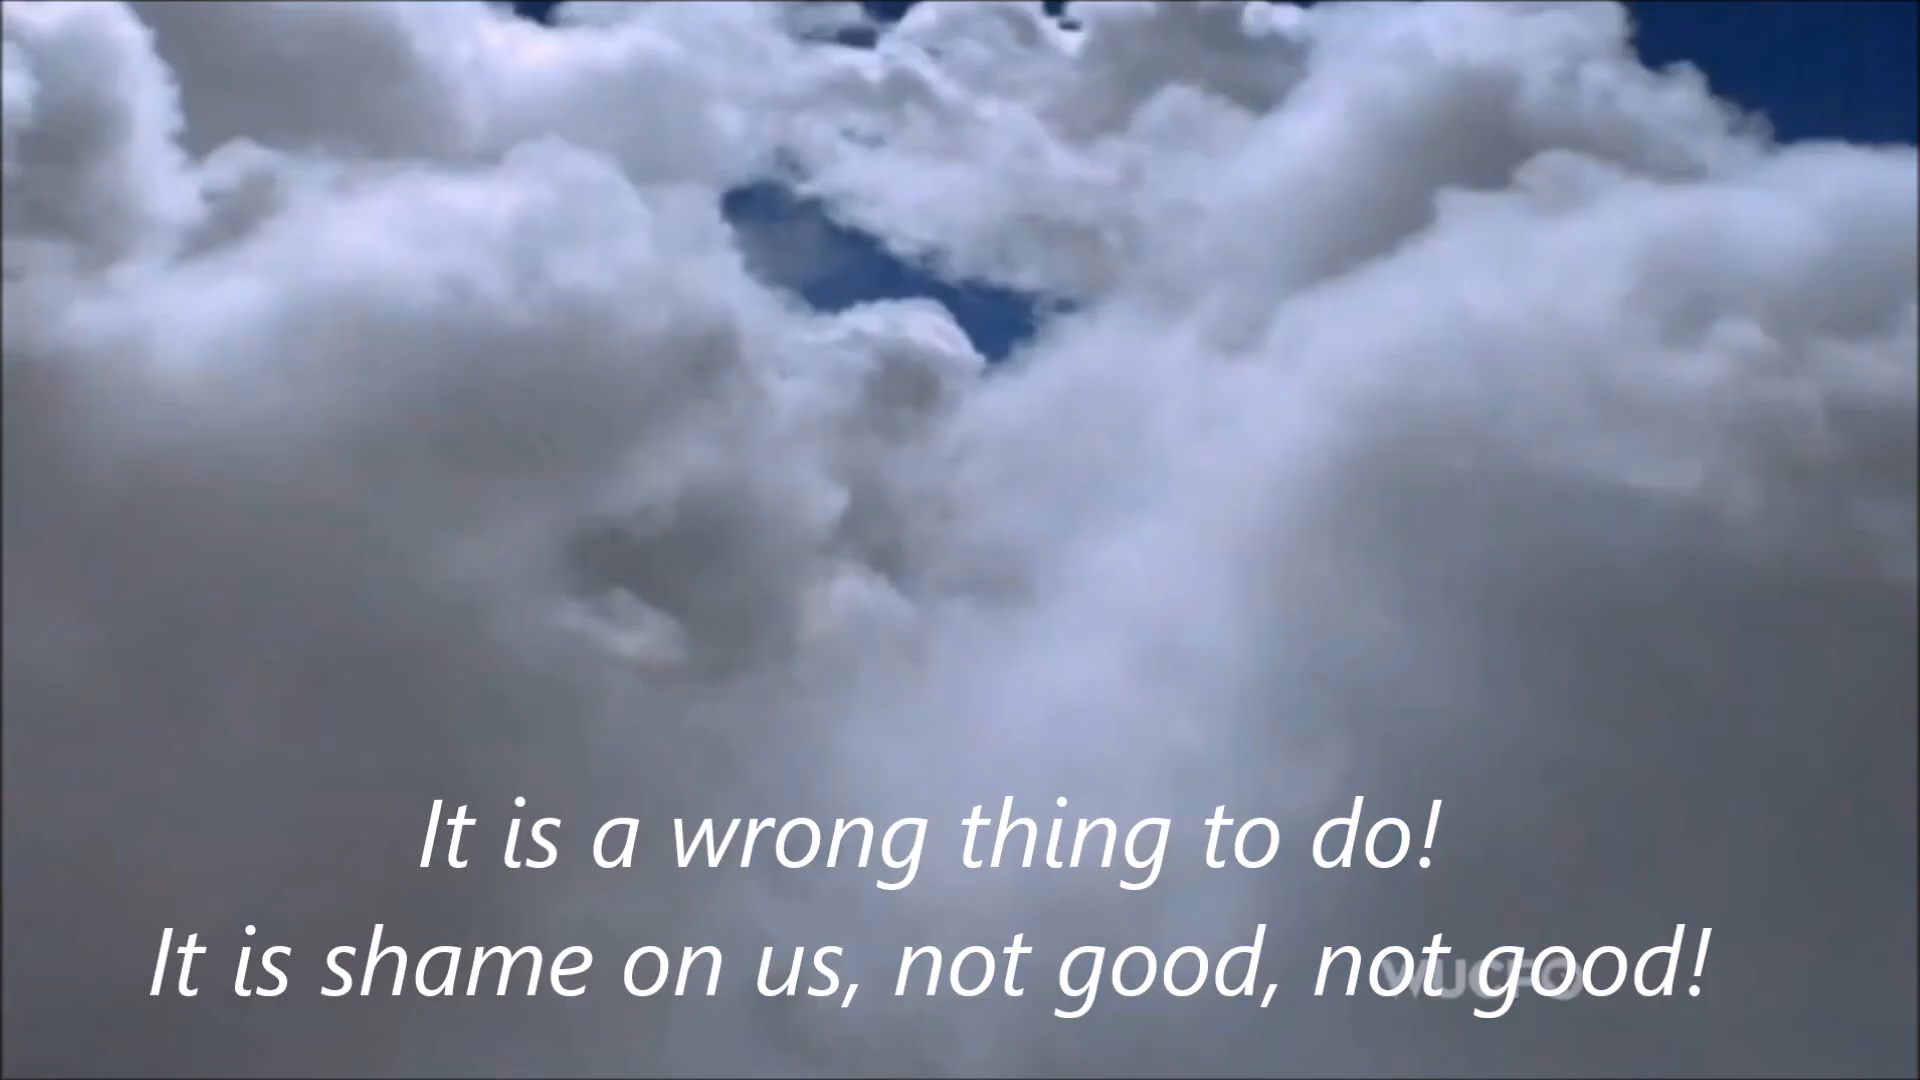 It is a wrong thing to do!
It is shame on us, not good, not good!